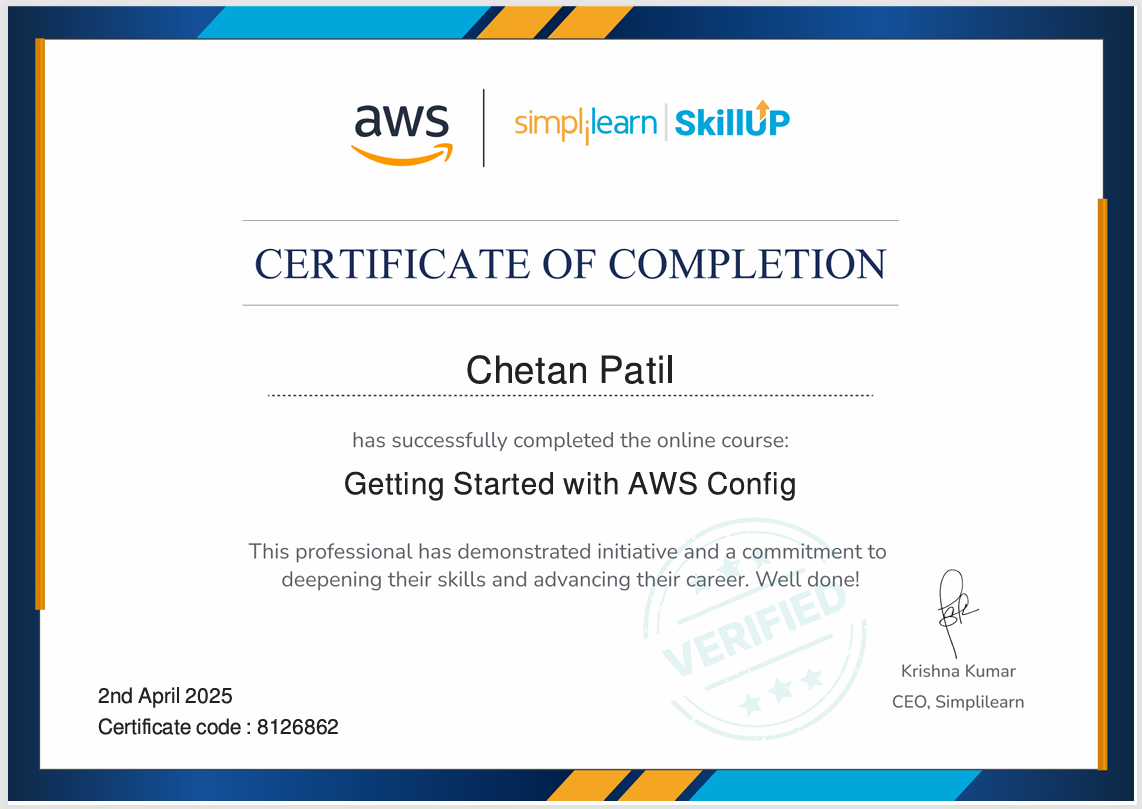 aws
simplilearn | SkillUP
CERTIFICATE OF COMPLETION
Chetan Patil
has successfully completed the online course:
Getting Started with AWS Config
This professional has demonstrated initiative and a commitment to
deepening their skills and advancing their career. Well done!
VERIFIED
Krishna Kumar
CEO, Simplilearn
2nd April 2025
Certificate code : 8126862